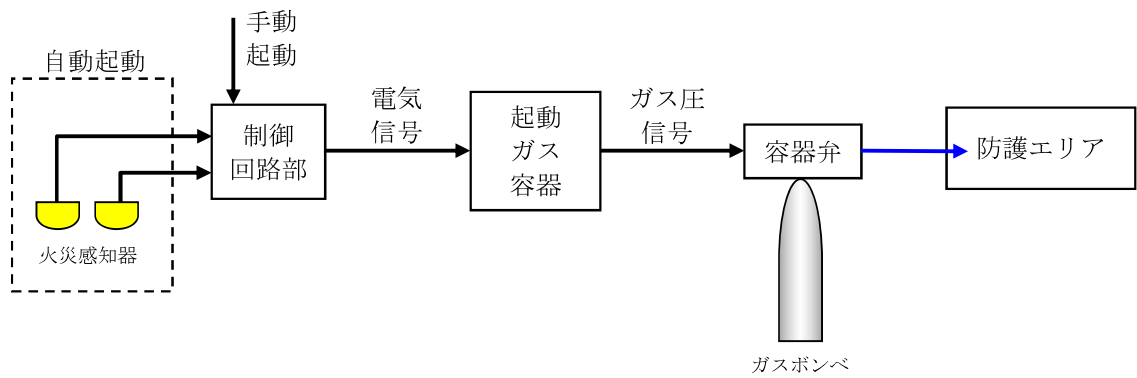 手動
起動
自動起動
制御
回路部
火災感知器
電気
信号
起動
ガス
容器
ガス圧
信号
容器弁
ガスボンベ
防護エリア